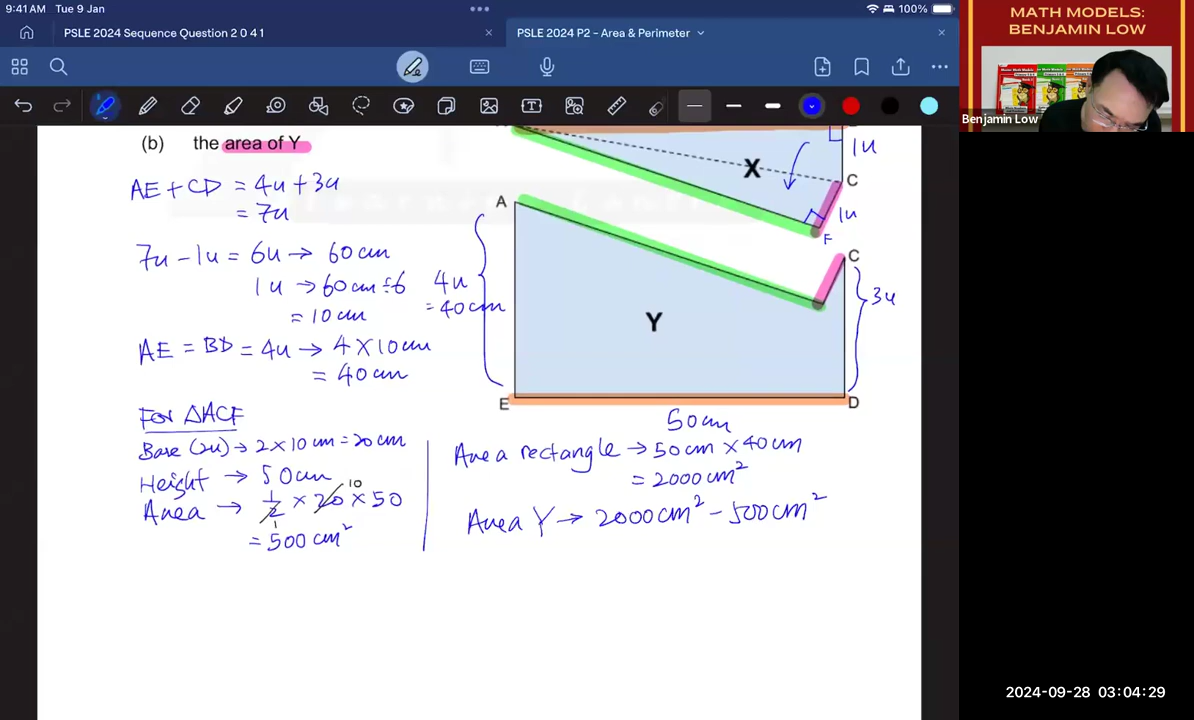 9:41 AM Tue 9 Jan
100%
PSLE 2024 Sequence Question 2 0 4 1
PSLE 2024 P2 - Area & Perimeter
MATH MODELS:
BENJAMIN LOW
Benjamin Low
(b) the area of Y
AE + CD = 4u + 3u
= 7u
7u - 1u = 6u → 60 cm
1u → 60 cm ÷ 6
= 10 cm
AE = BD = 4u → 4 × 10 cm
= 40 cm
For △ACF
Base (2u) → 2 × 10 cm = 20 cm
Height → 50 cm
Area → 1/2 × 20 × 50
10
1
= 500 cm²
X
1u
C
1u
F
A
4u
= 40 cm
Y
C
3u
E
D
50 cm
Area rectangle → 50 cm × 40 cm
= 2000 cm²
Area Y → 2000 cm² - 500 cm²
2024-09-28 03:04:29